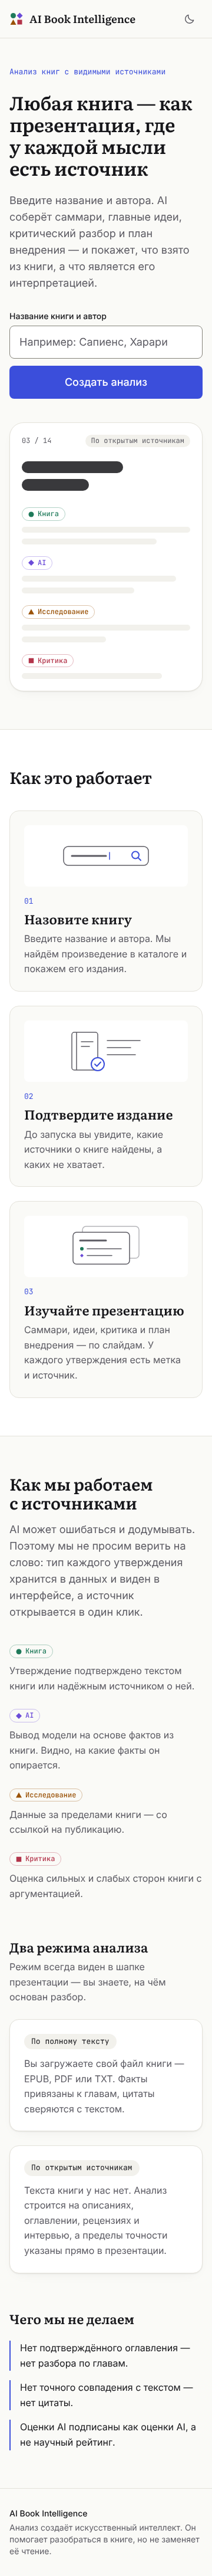 AI Book Intelligence
Анализ книг с видимыми источниками
Любая книга — как
презентация, где
у каждой мысли
есть источник
Введите название и автора. AI
соберёт саммари, главные идеи,
критический разбор и план
внедрения — и покажет, что взято
из книги, а что является его
интерпретацией.
Название книги и автор
Например: Сапиенс, Харари
Создать анализ
03 / 14
По открытым источникам
Книга
AI
Исследование
Критика
Как это работает
01
Назовите книгу
Введите название и автора. Мы
найдём произведение в каталоге и
покажем его издания.
02
Подтвердите издание
До запуска вы увидите, какие
источники о книге найдены, а
каких не хватает.
03
Изучайте презентацию
Саммари, идеи, критика и план
внедрения — по слайдам. У
каждого утверждения есть метка
и источник.
Как мы работаем
с источниками
AI может ошибаться и додумывать.
Поэтому мы не просим верить на
слово: тип каждого утверждения
хранится в данных и виден в
интерфейсе, а источник
открывается в один клик.
Книга
Утверждение подтверждено текстом
книги или надёжным источником о ней.
AI
Вывод модели на основе фактов из
книги. Видно, на какие факты он
опирается.
Исследование
Данные за пределами книги — со
ссылкой на публикацию.
Критика
Оценка сильных и слабых сторон книги с
аргументацией.
Два режима анализа
Режим всегда виден в шапке
презентации — вы знаете, на чём
основан разбор.
По полному тексту
Вы загружаете свой файл книги —
EPUB, PDF или TXT. Факты
привязаны к главам, цитаты
сверяются с текстом.
По открытым источникам
Текста книги у нас нет. Анализ
строится на описаниях,
оглавлении, рецензиях и
интервью, а пределы точности
указаны прямо в презентации.
Чего мы не делаем
Нет подтверждённого оглавления —
нет разбора по главам.
Нет точного совпадения с текстом —
нет цитаты.
Оценки AI подписаны как оценки AI, а
не научный рейтинг.
AI Book Intelligence
Анализ создаёт искусственный интеллект. Он
помогает разобраться в книге, но не заменяет
её чтение.